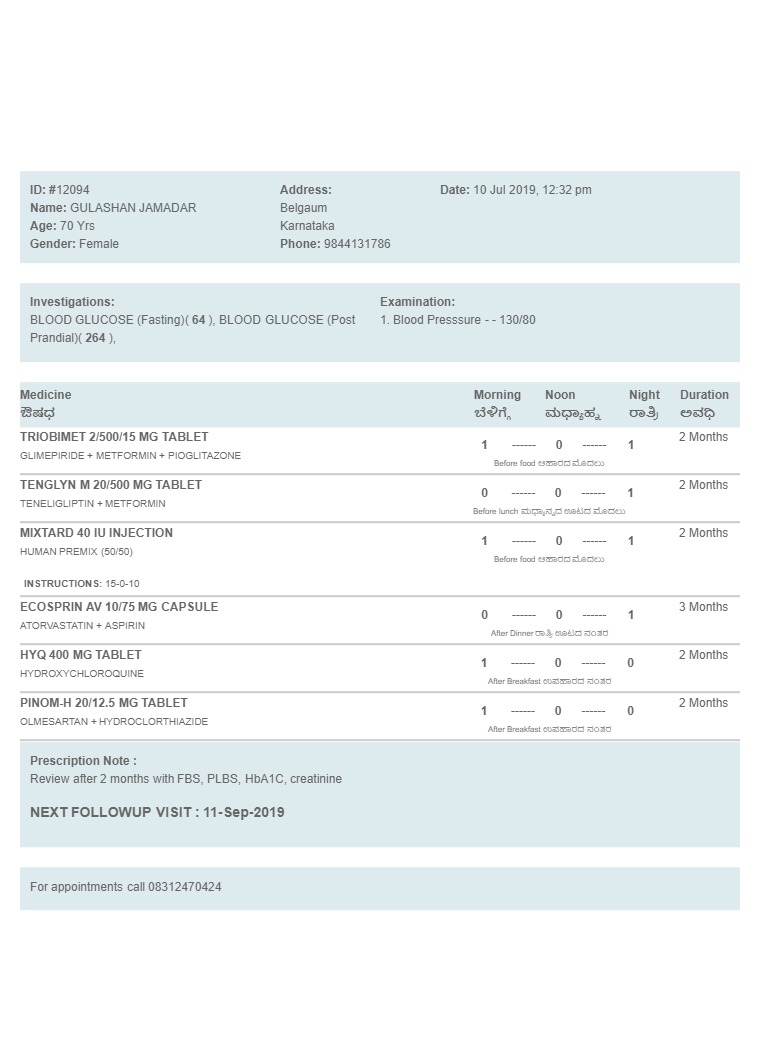 ID: #12094
Name: GULASHAN JAMADAR
Age: 70 Yrs
Gender: Female
Address:
Belgaum
Karnataka
Phone: 9844131786
Date: 10 Jul 2019, 12:32 pm
Investigations:
BLOOD GLUCOSE (Fasting)( 64 ), BLOOD GLUCOSE (Post
Prandial)( 264 ),
Examination:
1. Blood Presssure - - 130/80
Medicine Morning Noon Night Duration
ಔಷಧ ಬೆಳಿಗ್ಗೆ ಮಧ್ಯಾಹ್ನ ರಾತ್ರಿ ಅವಧಿ
TRIOBIMET 2/500/15 MG TABLET 1 ------ 0 ------ 1 2 Months
GLIMEPIRIDE + METFORMIN + PIOGLITAZONE
Before food ಆಹಾರದ ಮೊದಲು
TENGLYN M 20/500 MG TABLET 0 ------ 0 ------ 1 2 Months
TENELIGLIPTIN + METFORMIN
Before lunch ಮಧ್ಯಾನ್ನದ ಊಟದ ಮೊದಲು
MIXTARD 40 IU INJECTION 1 ------ 0 ------ 1 2 Months
HUMAN PREMIX (50/50)
Before food ಆಹಾರದ ಮೊದಲು
INSTRUCTIONS: 15-0-10
ECOSPRIN AV 10/75 MG CAPSULE 0 ------ 0 ------ 1 3 Months
ATORVASTATIN + ASPIRIN
After Dinner ರಾತ್ರಿ ಊಟದ ನಂತರ
HYQ 400 MG TABLET 1 ------ 0 ------ 0 2 Months
HYDROXYCHLOROQUINE
After Breakfast ಉಪಹಾರದ ನಂತರ
PINOM-H 20/12.5 MG TABLET 1 ------ 0 ------ 0 2 Months
OLMESARTAN + HYDROCLORTHIAZIDE
After Breakfast ಉಪಹಾರದ ನಂತರ
Prescription Note :
Review after 2 months with FBS, PLBS, HbA1C, creatinine
NEXT FOLLOWUP VISIT : 11-Sep-2019
For appointments call 08312470424